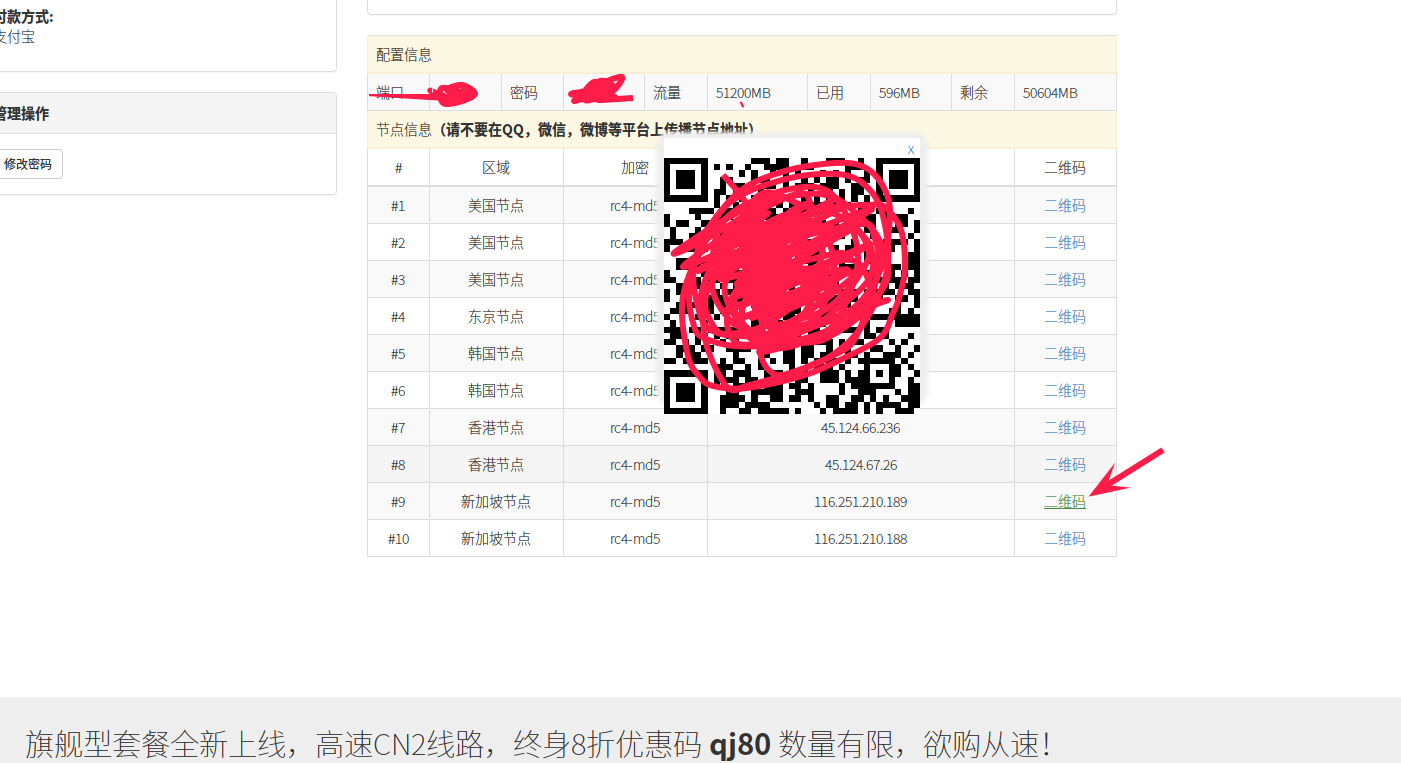 付款方式:
支付宝
管理操作
修改密码
配置信息
端口 密码 流量 51200MB 已用 596MB 剩余 50604MB
节点信息（请不要在QQ，微信，微博等平台上传播节点地址）
X
# 区域 加密 二维码
#1 美国节点 rc4-md5 二维码
#2 美国节点 rc4-md5 二维码
#3 美国节点 rc4-md5 二维码
#4 东京节点 rc4-md5 二维码
#5 韩国节点 rc4-md5 二维码
#6 韩国节点 rc4-md5 二维码
#7 香港节点 rc4-md5 45.124.66.236 二维码
#8 香港节点 rc4-md5 45.124.67.26 二维码
#9 新加坡节点 rc4-md5 116.251.210.189 二维码
#10 新加坡节点 rc4-md5 116.251.210.188 二维码
旗舰型套餐全新上线，高速CN2线路，终身8折优惠码 qj80 数量有限，欲购从速！